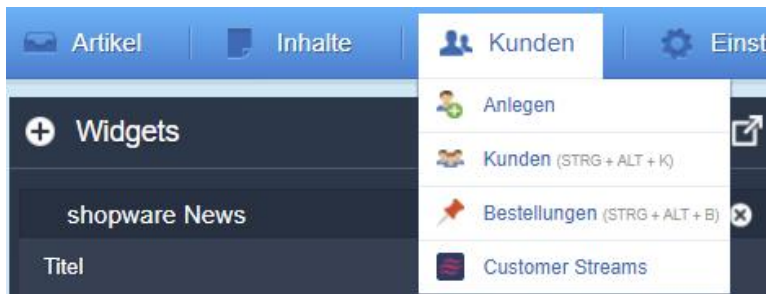 Artikel Inhalte Kunden Einst
Anlegen
Widgets
Kunden (STRG + ALT + K)
shopware News
Bestellungen (STRG + ALT + B)
Titel
Customer Streams